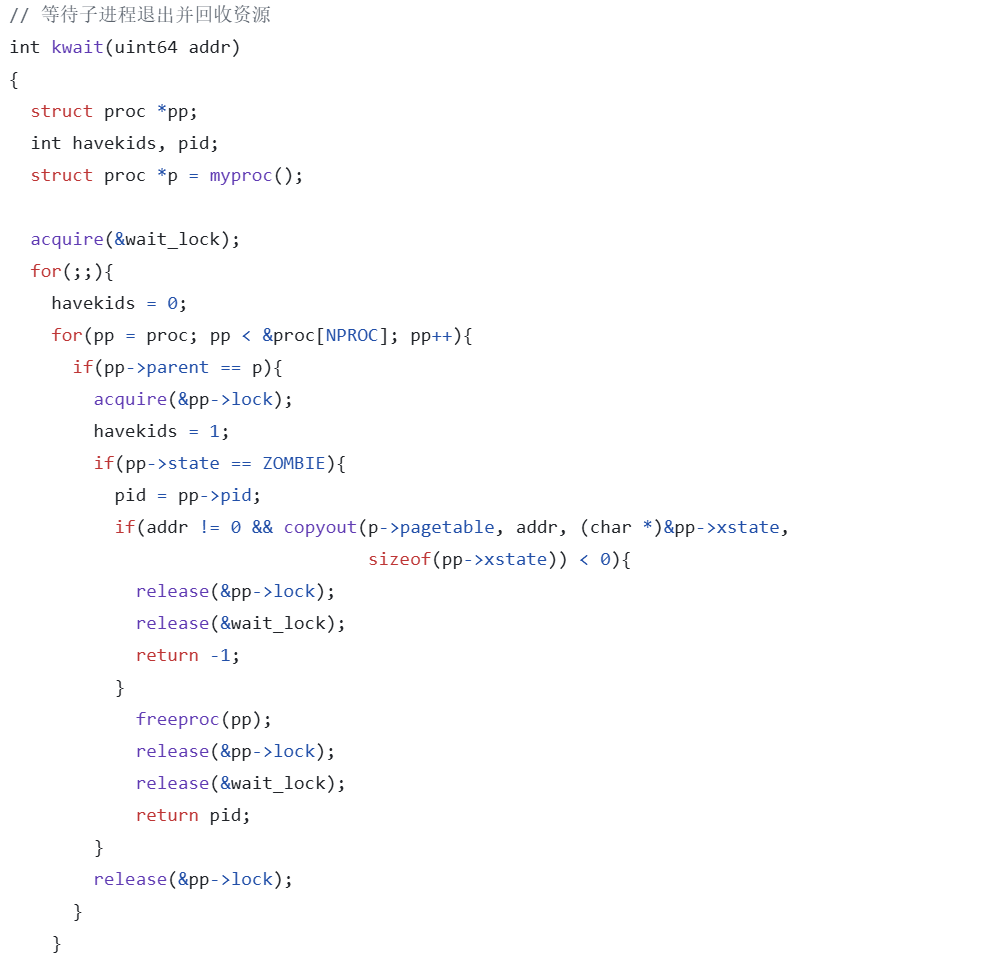 // 等待子进程退出并回收资源
int kwait(uint64 addr)
{
  struct proc *pp;
  int havekids, pid;
  struct proc *p = myproc();

  acquire(&wait_lock);
  for(;;){
    havekids = 0;
    for(pp = proc; pp < &proc[NPROC]; pp++){
      if(pp->parent == p){
        acquire(&pp->lock);
        havekids = 1;
        if(pp->state == ZOMBIE){
          pid = pp->pid;
          if(addr != 0 && copyout(p->pagetable, addr, (char *)&pp->xstate,
                                  sizeof(pp->xstate)) < 0){
            release(&pp->lock);
            release(&wait_lock);
            return -1;
          }
            freeproc(pp);
            release(&pp->lock);
            release(&wait_lock);
            return pid;
        }
        release(&pp->lock);
      }
    }